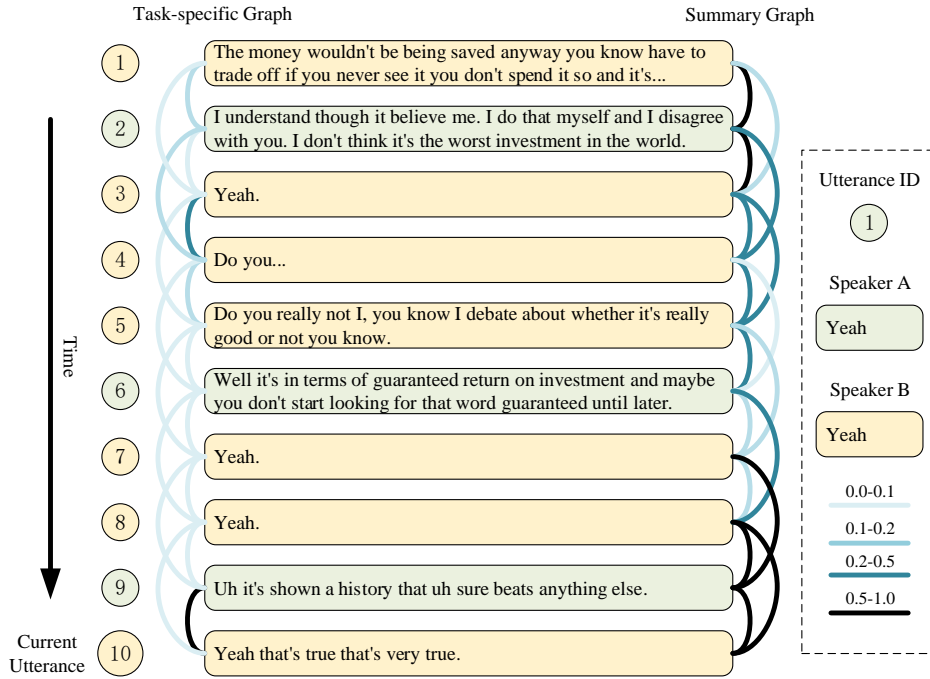 Task-specific Graph
Summary Graph
1
The money wouldn't be being saved anyway you know have to
trade off if you never see it you don't spend it so and it's...
2
I understand though it believe me. I do that myself and I disagree
with you. I don't think it's the worst investment in the world.
3
Yeah.
4
Do you...
5
Do you really not I, you know I debate about whether it's really
good or not you know.
6
Well it's in terms of guaranteed return on investment and maybe
you don't start looking for that word guaranteed until later.
7
Yeah.
8
Yeah.
9
Uh it's shown a history that uh sure beats anything else.
Current
Utterance
10
Yeah that's true that's very true.
Time
Utterance ID
1
Speaker A
Yeah
Speaker B
Yeah
0.0-0.1
0.1-0.2
0.2-0.5
0.5-1.0